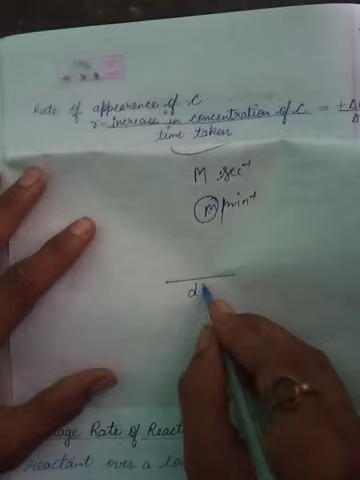 Rate of appearence of C
r = increase in concentration of C = + Δ
time taken
M sec⁻¹
m min⁻¹
d
age Rate of React
reactant over a